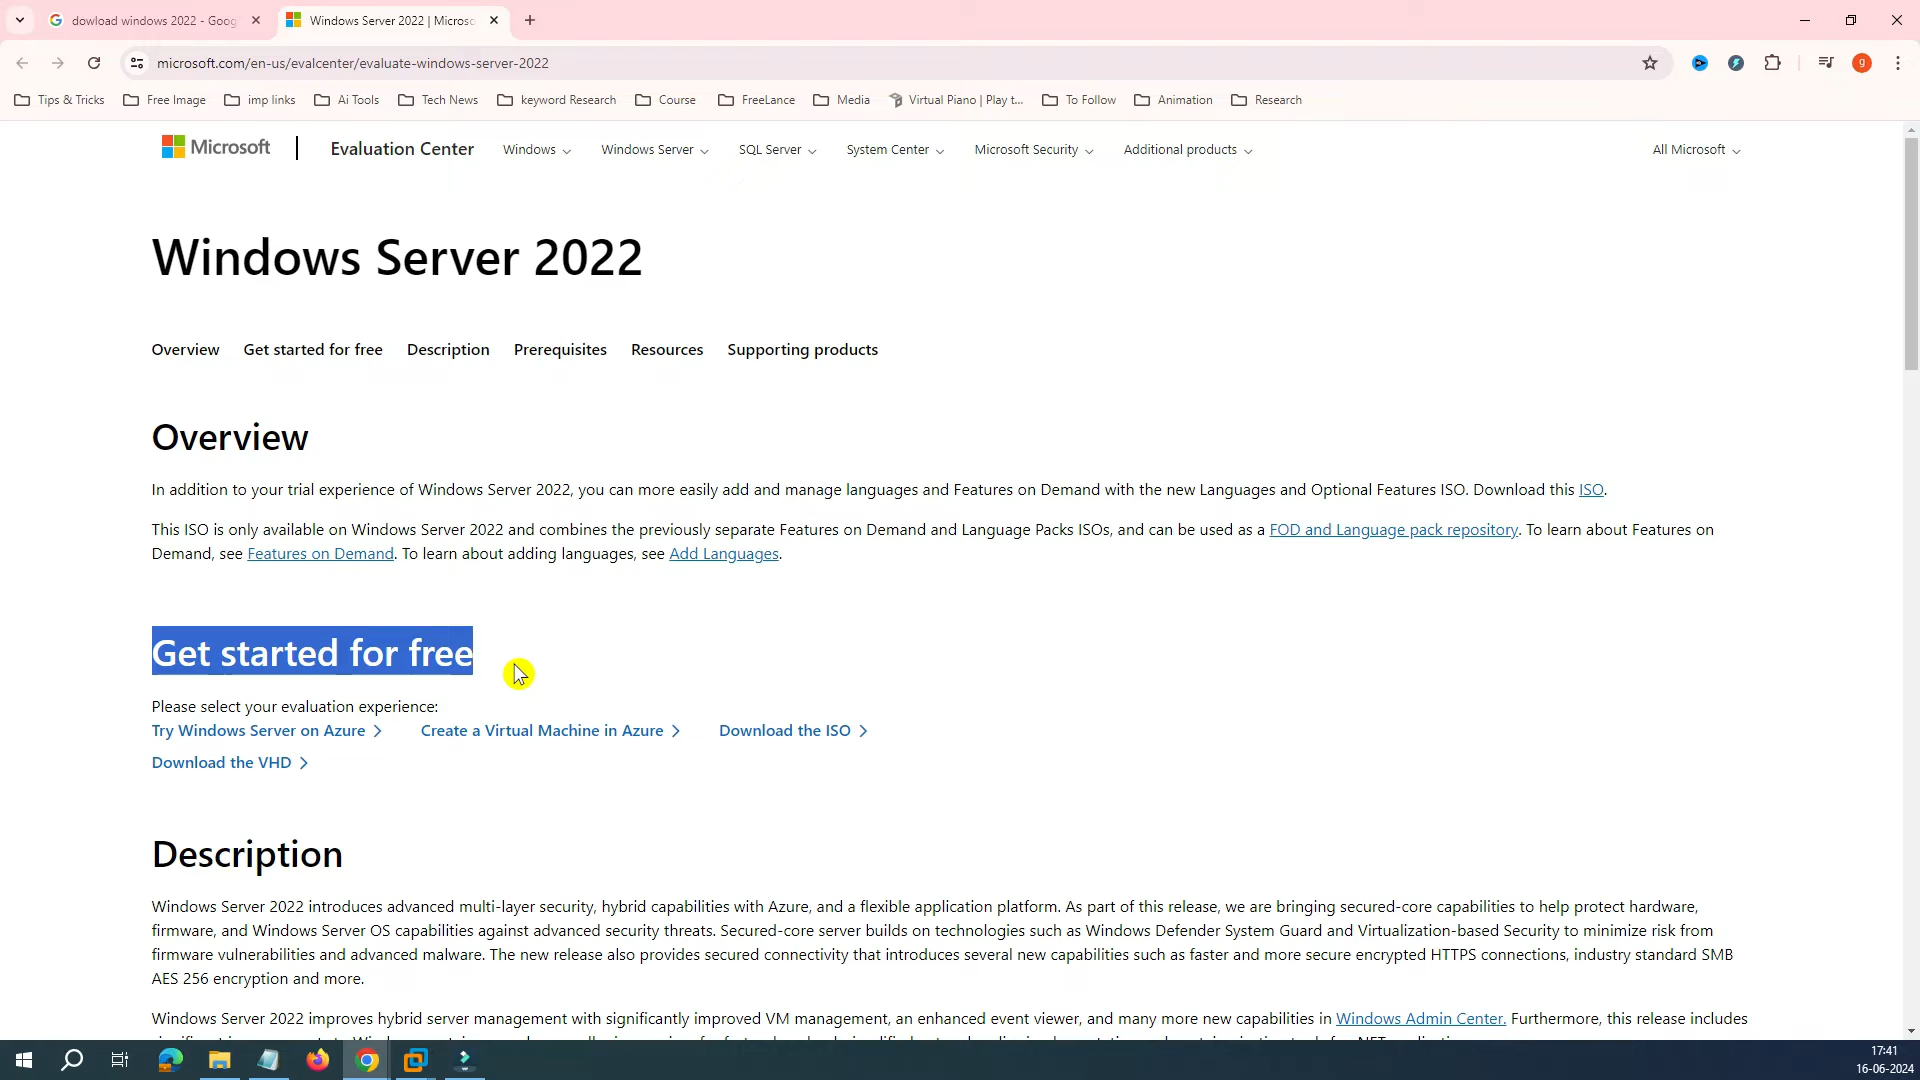 dowload windows 2022 - Goog
Windows Server 2022 | Micros
microsoft.com/en-us/evalcenter/evaluate-windows-server-2022
g
Tips & Tricks
Free Image
imp links
Ai Tools
Tech News
keyword Research
Course
FreeLance
Media
Virtual Piano | Play t...
To Follow
Animation
Research
Microsoft
Evaluation Center
Windows
Windows Server
SQL Server
System Center
Microsoft Security
Additional products
All Microsoft
Windows Server 2022
Overview
Get started for free
Description
Prerequisites
Resources
Supporting products
Overview
In addition to your trial experience of Windows Server 2022, you can more easily add and manage languages and Features on Demand with the new Languages and Optional Features ISO. Download this ISO.
This ISO is only available on Windows Server 2022 and combines the previously separate Features on Demand and Language Packs ISOs, and can be used as a FOD and Language pack repository. To learn about Features on
Demand, see Features on Demand. To learn about adding languages, see Add Languages.
Get started for free
Please select your evaluation experience:
Try Windows Server on Azure
Create a Virtual Machine in Azure
Download the ISO
Download the VHD
Description
Windows Server 2022 introduces advanced multi-layer security, hybrid capabilities with Azure, and a flexible application platform. As part of this release, we are bringing secured-core capabilities to help protect hardware,
firmware, and Windows Server OS capabilities against advanced security threats. Secured-core server builds on technologies such as Windows Defender System Guard and Virtualization-based Security to minimize risk from
firmware vulnerabilities and advanced malware. The new release also provides secured connectivity that introduces several new capabilities such as faster and more secure encrypted HTTPS connections, industry standard SMB
AES 256 encryption and more.
Windows Server 2022 improves hybrid server management with significantly improved VM management, an enhanced event viewer, and many more new capabilities in Windows Admin Center. Furthermore, this release includes
17:41
16-06-2024